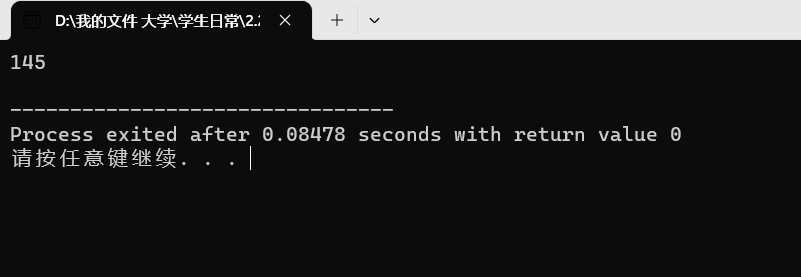 D:\我的文件 大学\学生日常\2.2
145
--------------------------------
Process exited after 0.08478 seconds with return value 0
请按任意键继续. . .